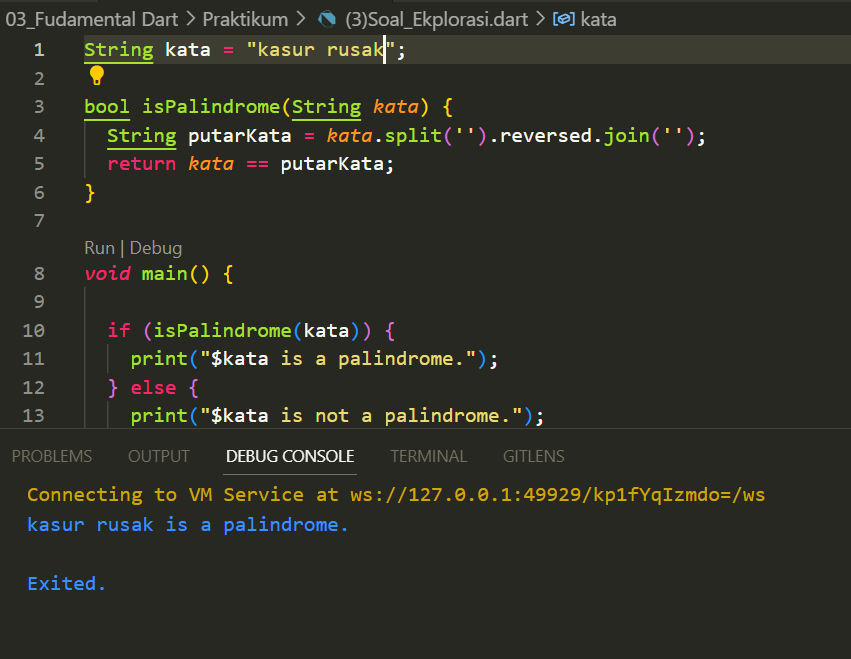 03_Fudamental Dart > Praktikum > (3)Soal_Ekplorasi.dart > kata
1 String kata = "kasur rusak";
2
3 bool isPalindrome(String kata) {
4 String putarKata = kata.split('').reversed.join('');
5 return kata == putarKata;
6 }
7
Run | Debug
8 void main() {
9
10 if (isPalindrome(kata)) {
11 print("$kata is a palindrome.");
12 } else {
13 print("$kata is not a palindrome.");
PROBLEMS OUTPUT DEBUG CONSOLE TERMINAL GITLENS
Connecting to VM Service at ws://127.0.0.1:49929/kp1fYqIzmdo=/ws
kasur rusak is a palindrome.
Exited.